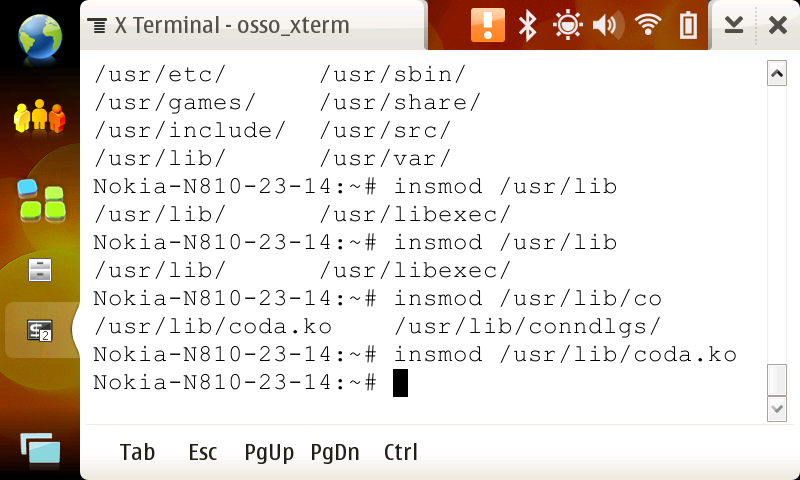 X Terminal - osso_xterm
/usr/etc/      /usr/sbin/
/usr/games/    /usr/share/
/usr/include/  /usr/src/
/usr/lib/      /usr/var/
Nokia-N810-23-14:~# insmod /usr/lib
/usr/lib/      /usr/libexec/
Nokia-N810-23-14:~# insmod /usr/lib
/usr/lib/      /usr/libexec/
Nokia-N810-23-14:~# insmod /usr/lib/co
/usr/lib/coda.ko    /usr/lib/conndlgs/
Nokia-N810-23-14:~# insmod /usr/lib/coda.ko
Nokia-N810-23-14:~#
2
Tab Esc PgUp PgDn Ctrl